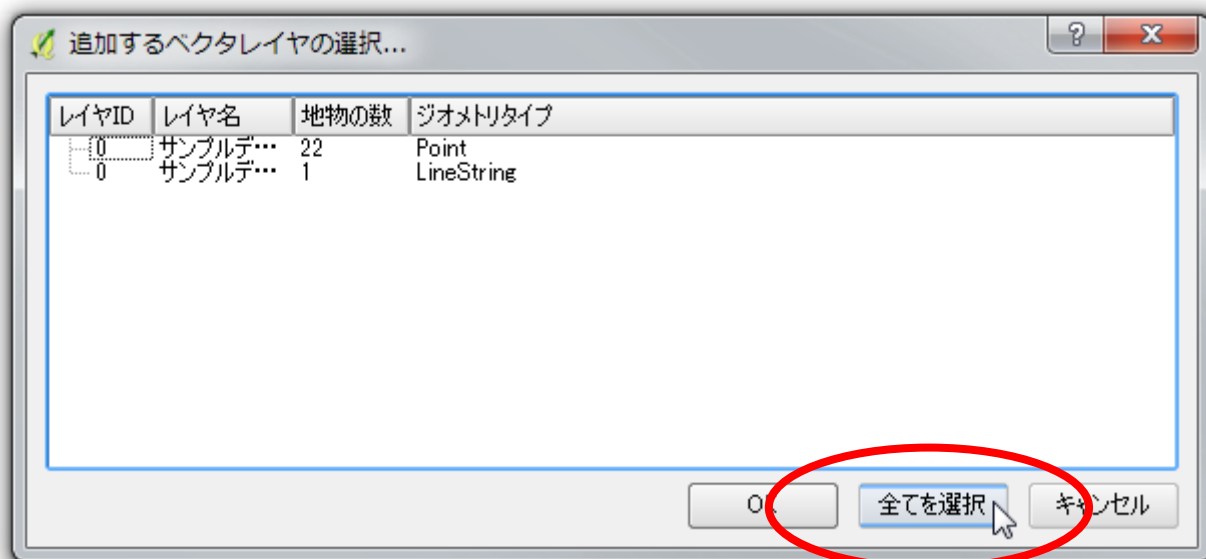 追加するベクタレイヤの選択...
レイヤID レイヤ名 地物の数 ジオメトリタイプ
0 サンプルデ… 22 Point
0 サンプルデ… 1 LineString
全てを選択 キャンセル